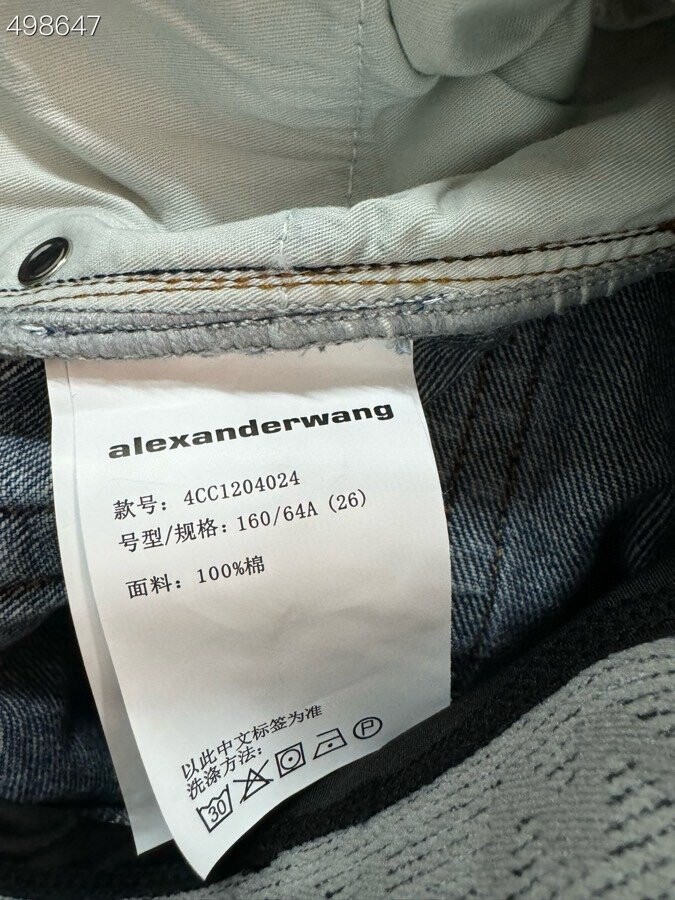 498647
alexanderwang
款号: 4CC1204024
号型/规格: 160/64A (26)
面料: 100%棉
以此中文标签为准
洗涤方法:
30 P